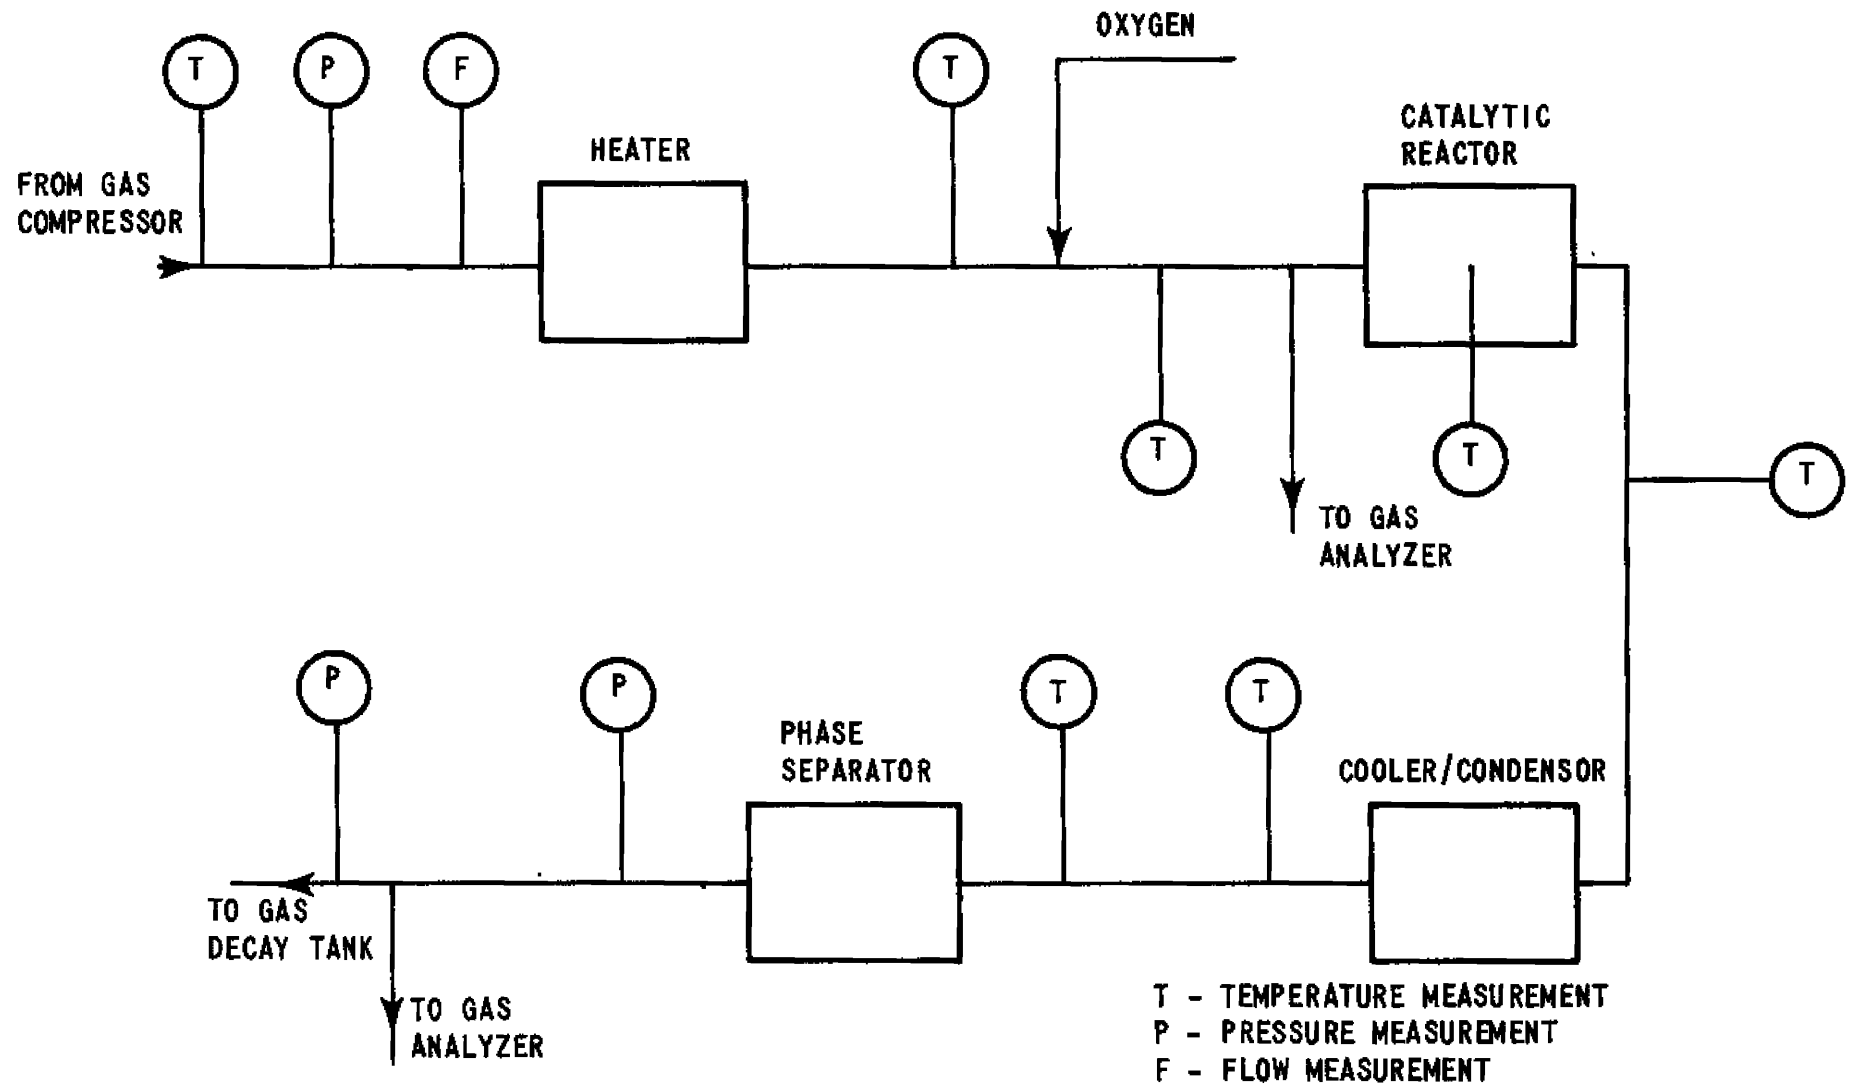 OXYGEN
T
P
F
T
HEATER
CATALYTIC
REACTOR
FROM GAS
COMPRESSOR
T
T
T
TO GAS
ANALYZER
P
P
T
T
PHASE
SEPARATOR
COOLER/CONDENSOR
TO GAS
DECAY TANK
TO GAS
ANALYZER
T - TEMPERATURE MEASUREMENT
P - PRESSURE MEASUREMENT
F - FLOW MEASUREMENT